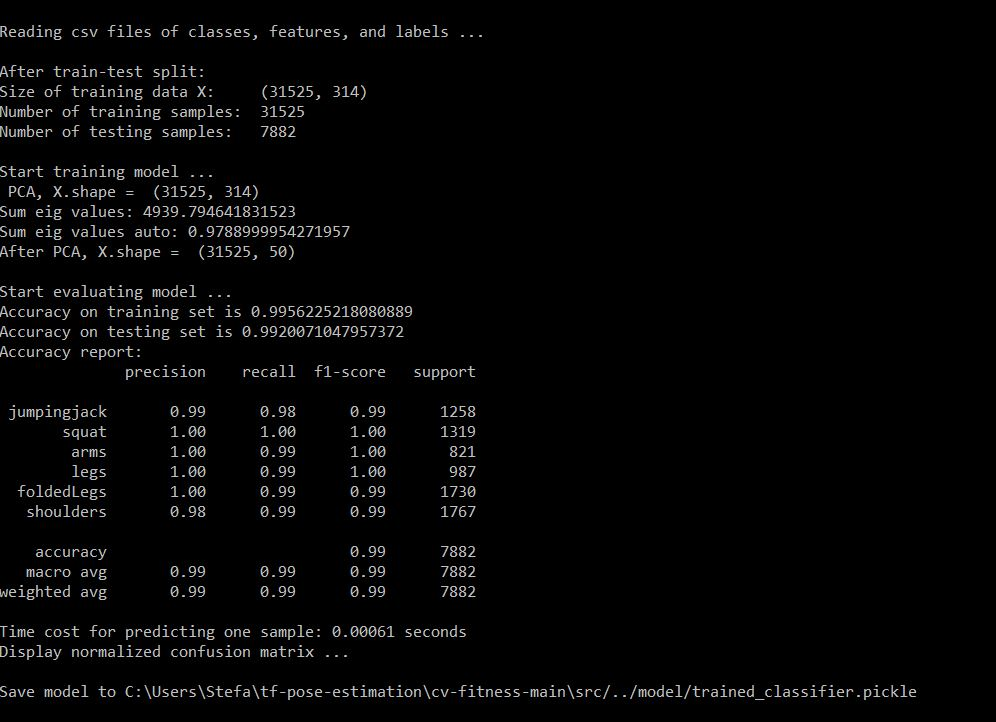 Reading csv files of classes, features, and labels ...
After train-test split:
Size of training data X:     (31525, 314)
Number of training samples:  31525
Number of testing samples:   7882
Start training model ...
 PCA, X.shape =  (31525, 314)
Sum eig values: 4939.794641831523
Sum eig values auto: 0.9788999954271957
After PCA, X.shape =  (31525, 50)
Start evaluating model ...
Accuracy on training set is 0.9956225218080889
Accuracy on testing set is 0.9920071047957372
Accuracy report:
              precision    recall  f1-score   support
 jumpingjack       0.99      0.98      0.99      1258
       squat       1.00      1.00      1.00      1319
        arms       1.00      0.99      1.00       821
        legs       1.00      0.99      1.00       987
  foldedLegs       1.00      0.99      0.99      1730
   shoulders       0.98      0.99      0.99      1767
    accuracy                           0.99      7882
   macro avg       0.99      0.99      0.99      7882
weighted avg       0.99      0.99      0.99      7882
Time cost for predicting one sample: 0.00061 seconds
Display normalized confusion matrix ...
Save model to C:\Users\Stefa\tf-pose-estimation\cv-fitness-main\src/../model/trained_classifier.pickle